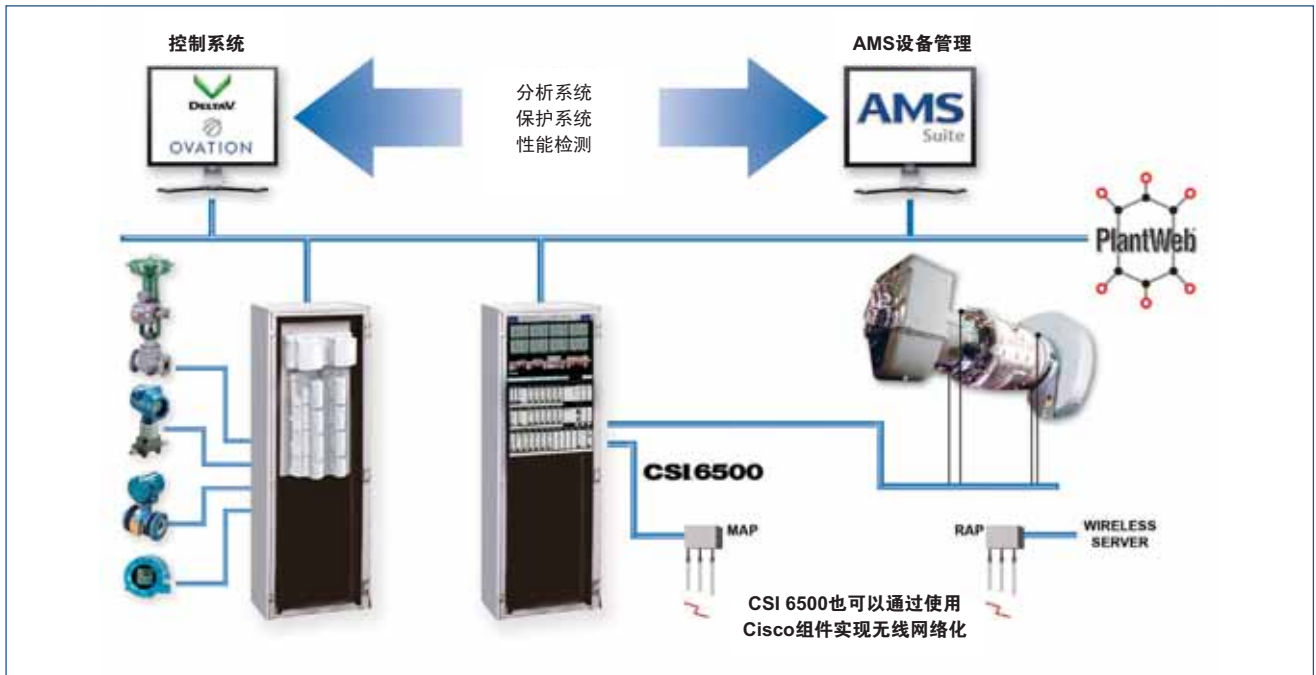 控制系统
AMS设备管理
DELTAV
OVATION
分析系统
保护系统
性能检测
AMS
Suite
PlantWeb
CSI 6500
MAP
RAP
WIRELESS
SERVER
CSI 6500也可以通过使用
Cisco组件实现无线网络化